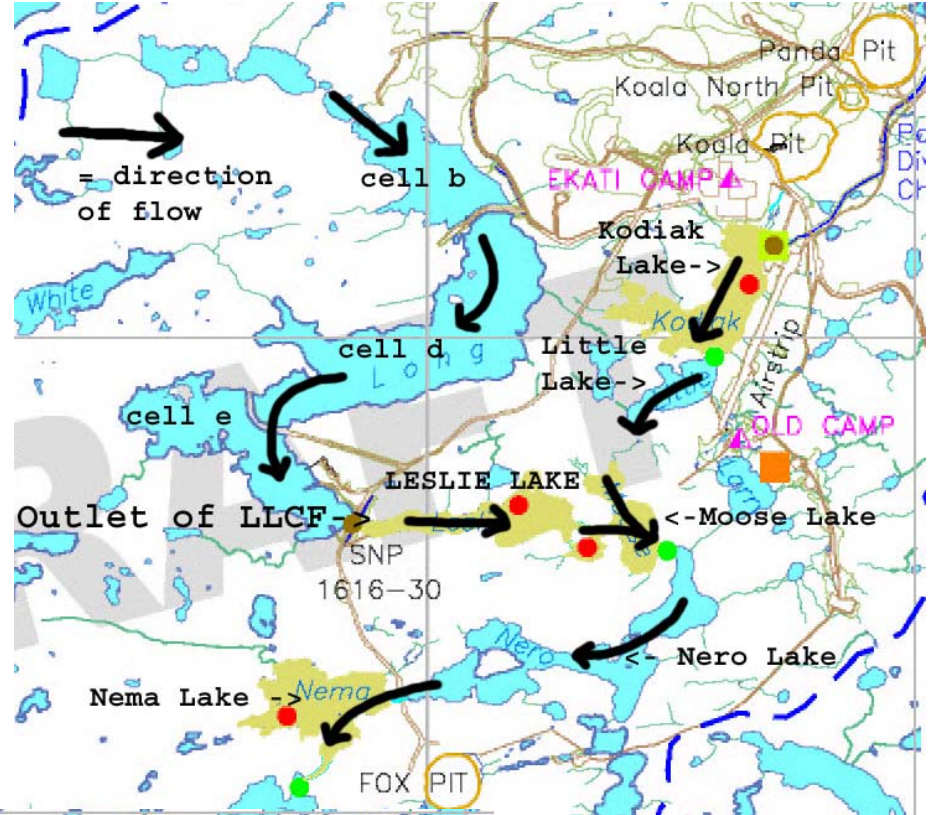 Panda Pit
Koala North Pit
Koala Pit
= direction
of flow
cell b
EKATI CAMP
Kodiak
Lake->
White
Kodiak
cell d
Long
Little
Lake->
Little
Airstrip
cell e
OLD CAMP
LESLIE LAKE
Outlet of LLCF->
<-Moose Lake
SNP
1616-30
Nero
<- Nero Lake
Nema Lake ->
Nema
FOX PIT